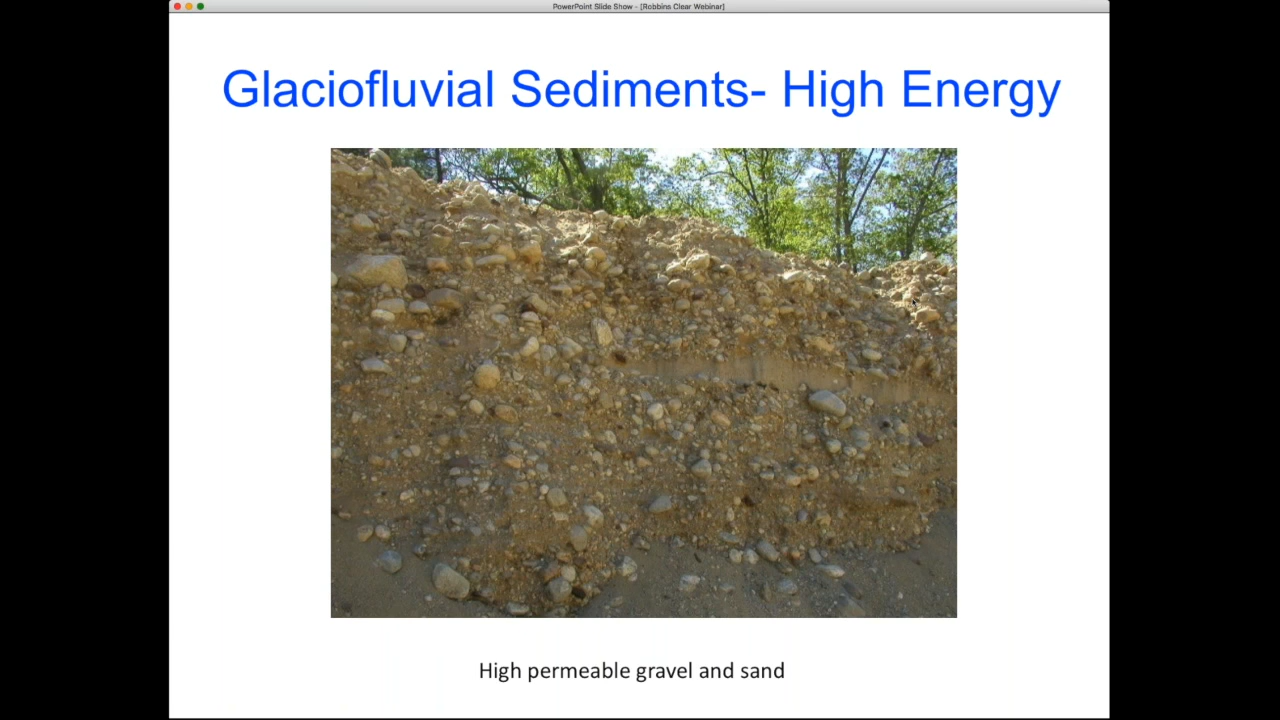 PowerPoint Slide Show - [Robbins Clear Webinar]
Glaciofluvial Sediments- High Energy
High permeable gravel and sand